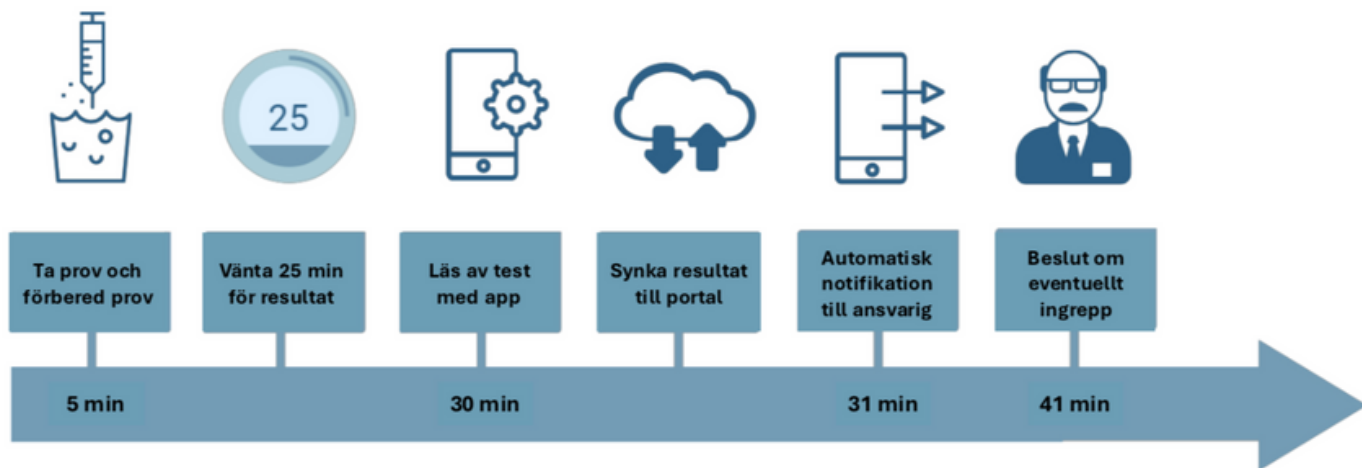 25
Ta prov och
förbered prov
Vänta 25 min
för resultat
Läs av test
med app
Synka resultat
till portal
Automatisk
notifikation
till ansvarig
Beslut om
eventuellt
ingrepp
5 min
30 min
31 min
41 min